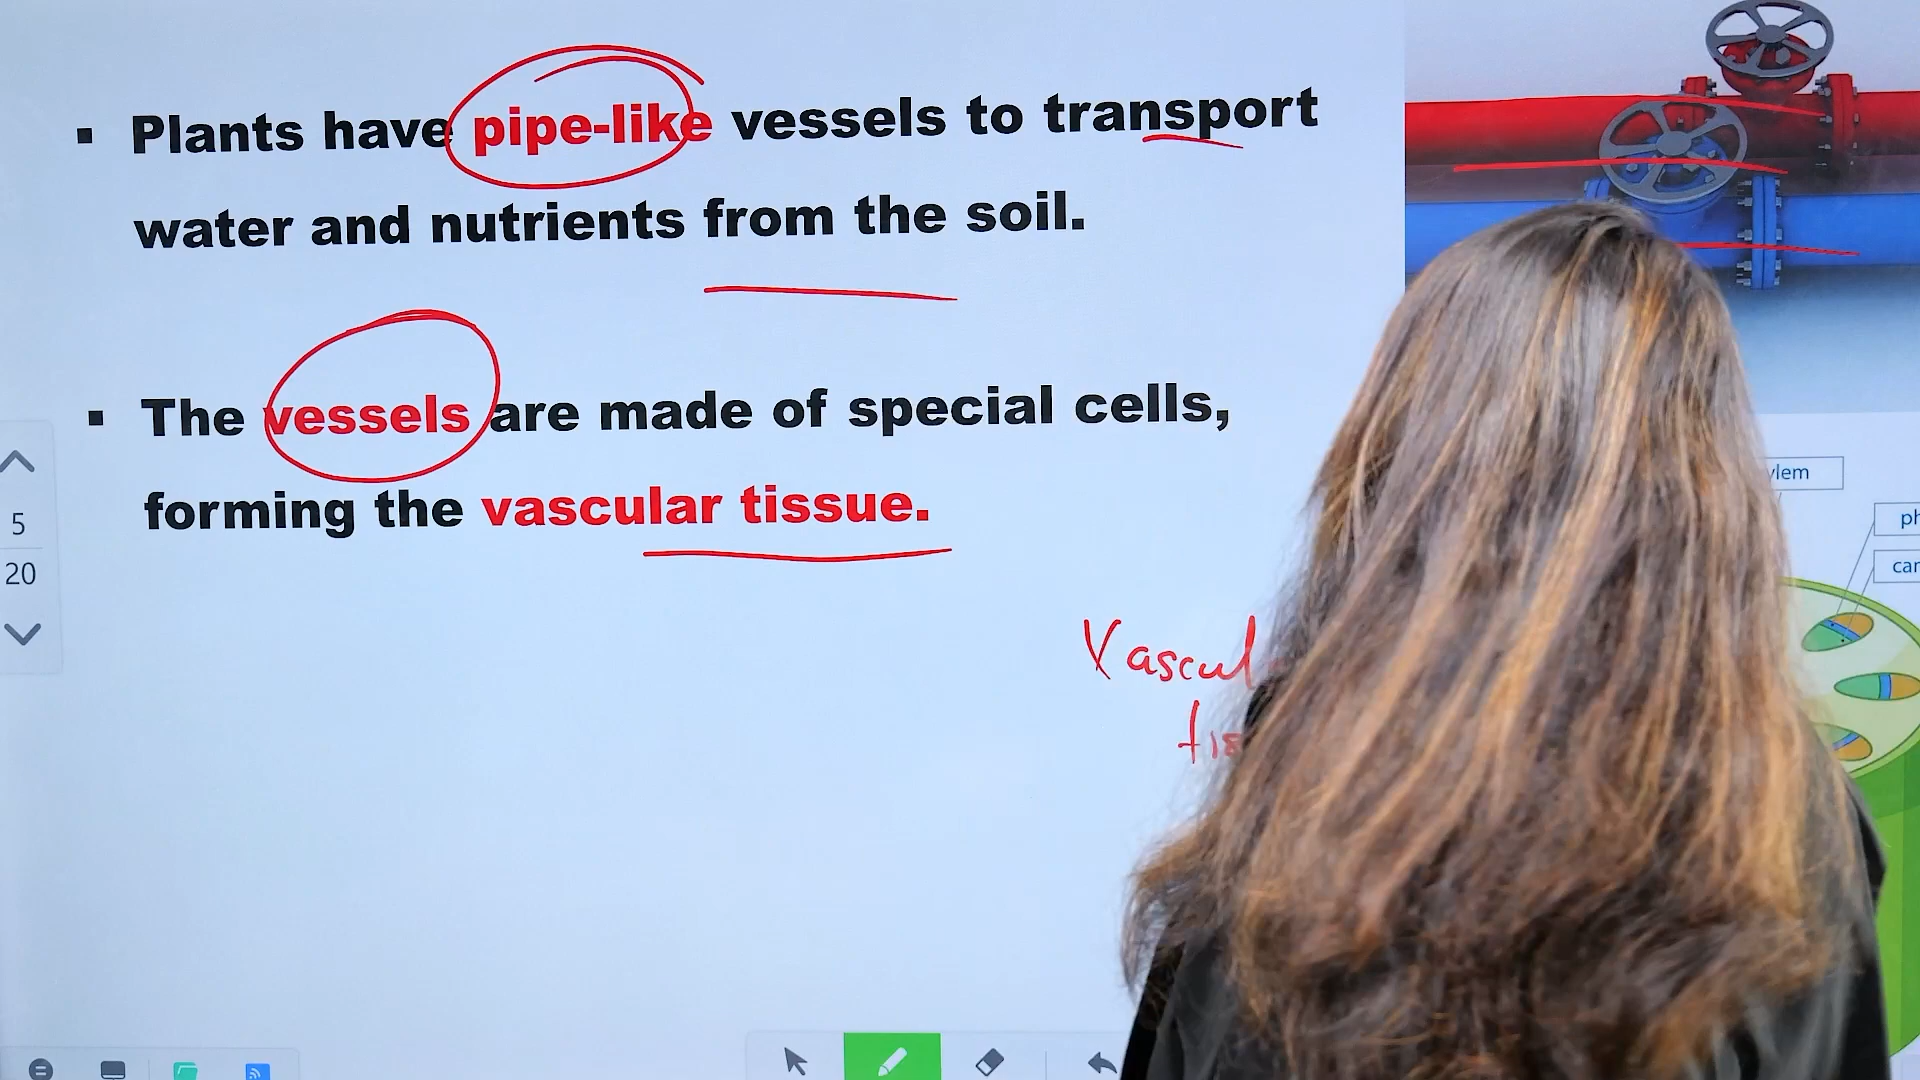 ▪ Plants have pipe-like vessels to transport
water and nutrients from the soil.
▪ The vessels are made of special cells,
forming the vascular tissue.
5
20